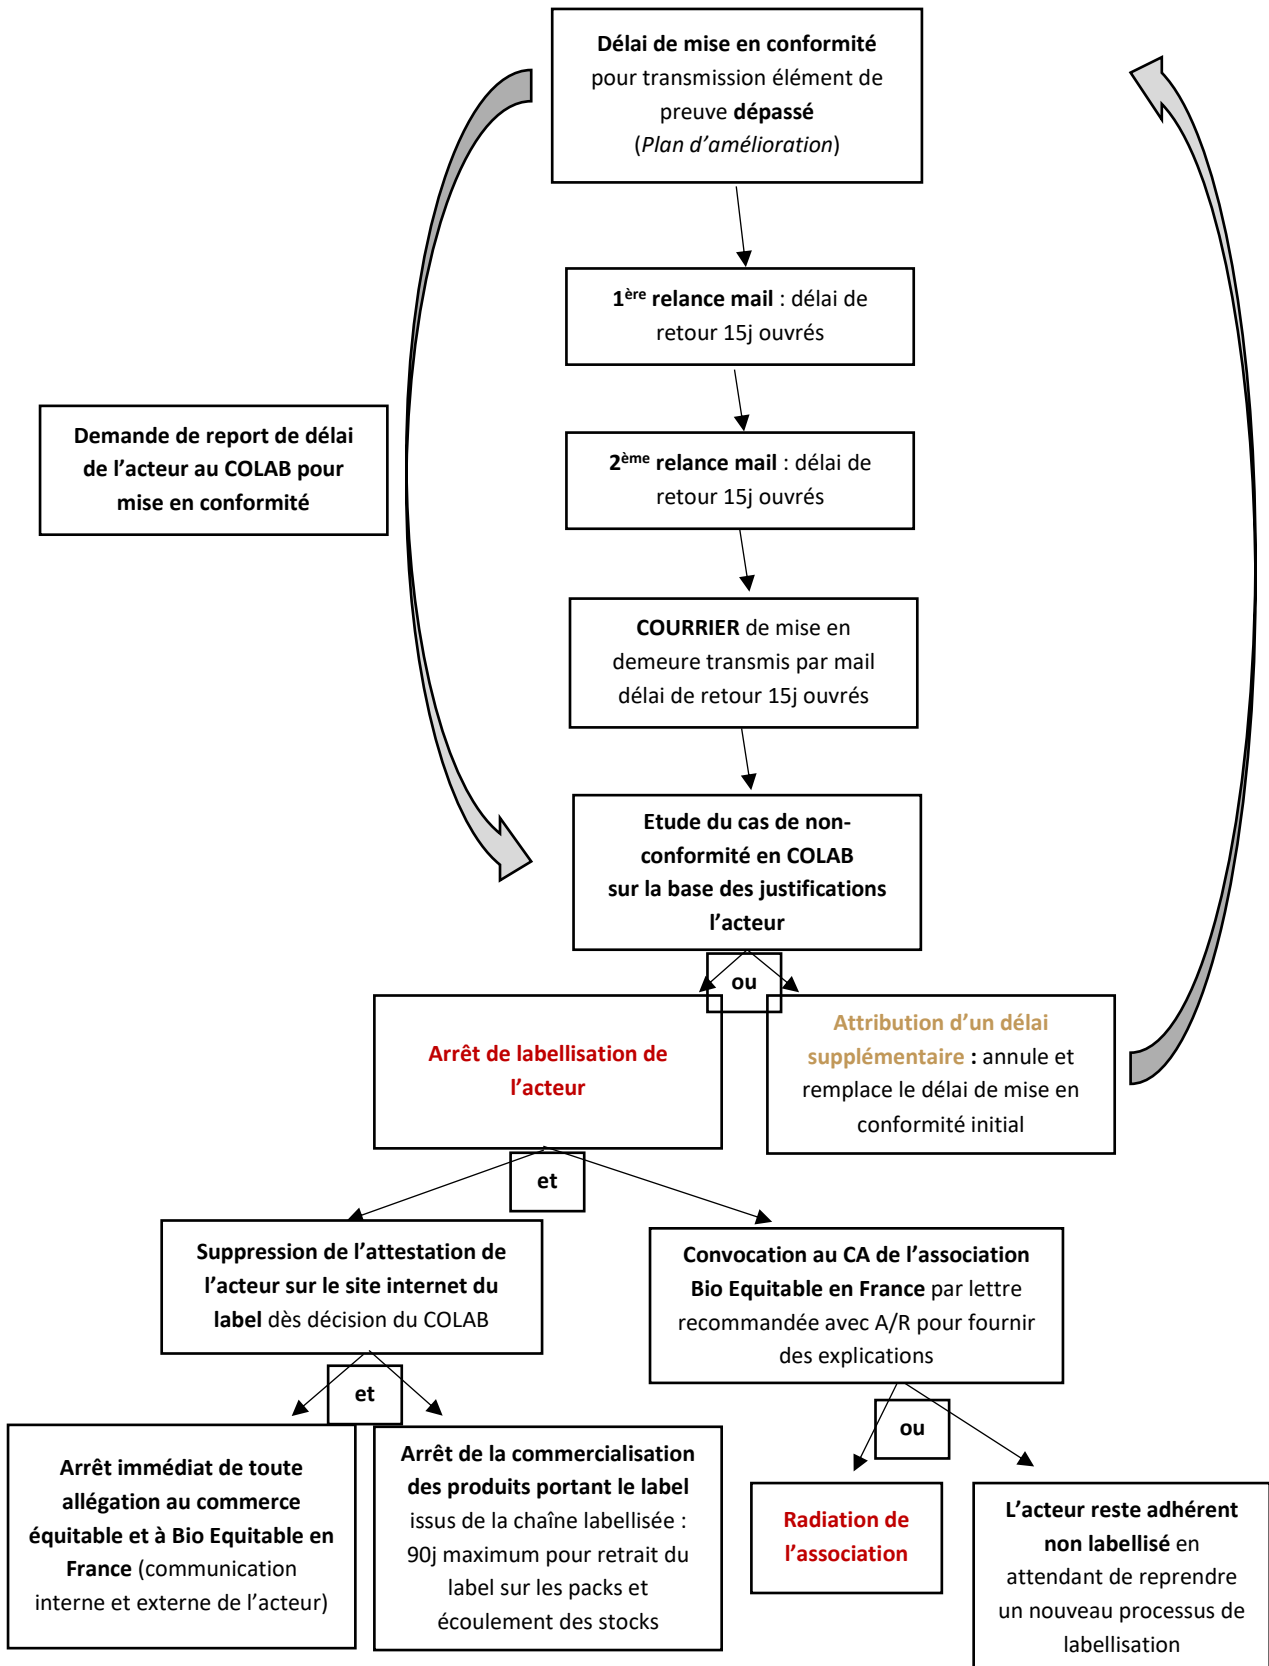 Délai de mise en conformité
pour transmission élément de
preuve dépassé
(Plan d’amélioration)
1ère relance mail : délai de
retour 15j ouvrés
Demande de report de délai
de l’acteur au COLAB pour
mise en conformité
2ème relance mail : délai de
retour 15j ouvrés
COURRIER de mise en
demeure transmis par mail
délai de retour 15j ouvrés
Etude du cas de non-
conformité en COLAB
sur la base des justifications
l’acteur
ou
Arrêt de labellisation de
l’acteur
Attribution d’un délai
supplémentaire : annule et
remplace le délai de mise en
conformité initial
et
Suppression de l’attestation de
l’acteur sur le site internet du
label dès décision du COLAB
Convocation au CA de l’association
Bio Equitable en France par lettre
recommandée avec A/R pour fournir
des explications
et
ou
Arrêt immédiat de toute
allégation au commerce
équitable et à Bio Equitable en
France (communication
interne et externe de l’acteur)
Arrêt de la commercialisation
des produits portant le label
issus de la chaîne labellisée :
90j maximum pour retrait du
label sur les packs et
écoulement des stocks
Radiation de
l’association
L’acteur reste adhérent
non labellisé en
attendant de reprendre
un nouveau processus de
labellisation